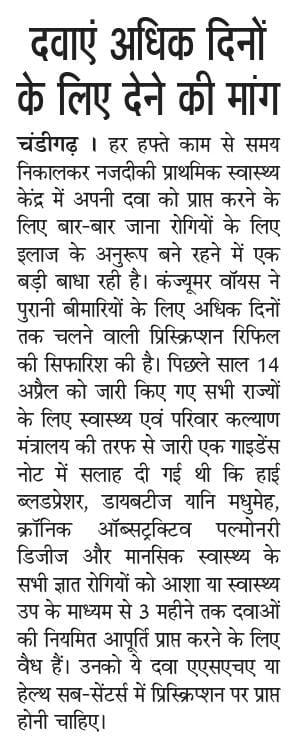 दवाएं अधिक दिनों
के लिए देने की मांग
चंडीगढ़ । हर हफ्ते काम से समय
निकालकर नजदीकी प्राथमिक स्वास्थ्य
केंद्र में अपनी दवा को प्राप्त करने के
लिए बार-बार जाना रोगियों के लिए
इलाज के अनुरूप बने रहने में एक
बड़ी बाधा रही है। कंज्यूमर वॉयस ने
पुरानी बीमारियों के लिए अधिक दिनों
तक चलने वाली प्रिस्क्रिप्शन रिफिल
की सिफारिश की है। पिछले साल 14
अप्रैल को जारी किए गए सभी राज्यों
के लिए स्वास्थ्य एवं परिवार कल्याण
मंत्रालय की तरफ से जारी एक गाइडेंस
नोट में सलाह दी गई थी कि हाई
ब्लडप्रेशर, डायबटीज यानि मधुमेह,
क्रॉनिक ऑब्सट्रक्टिव पल्मोनरी
डिजीज और मानसिक स्वास्थ्य के
सभी ज्ञात रोगियों को आशा या स्वास्थ्य
उप के माध्यम से 3 महीने तक दवाओं
की नियमित आपूर्ति प्राप्त करने के लिए
वैध हैं। उनको ये दवा एएसएचए या
हेल्थ सब-सेंटर्स में प्रिस्क्रिप्शन पर प्राप्त
होनी चाहिए।